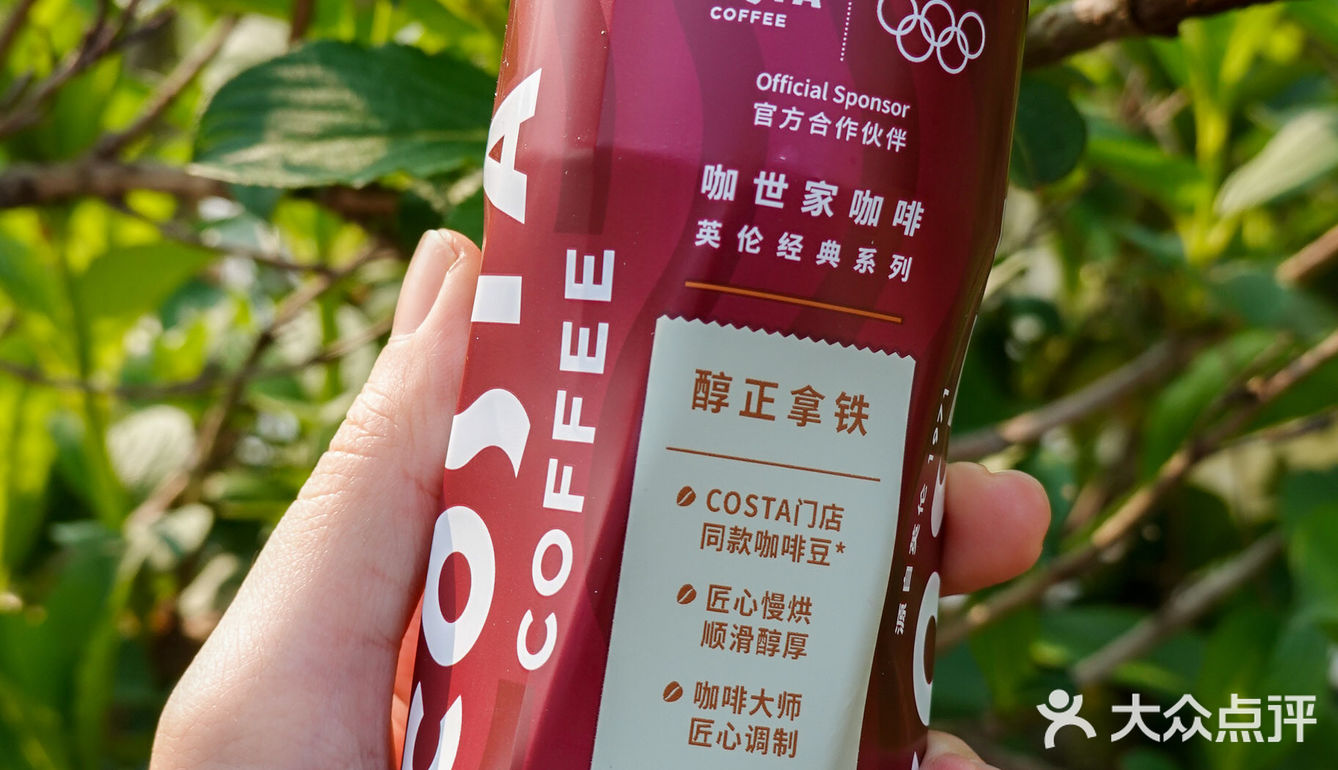 COFFEE
Official Sponsor
官方合作伙伴
咖世家咖啡
英伦经典系列
醇正拿铁
COSTA门店
同款咖啡豆*
匠心慢烘
顺滑醇厚
咖啡大师
匠心调制
COSTA
COFFEE
大众点评